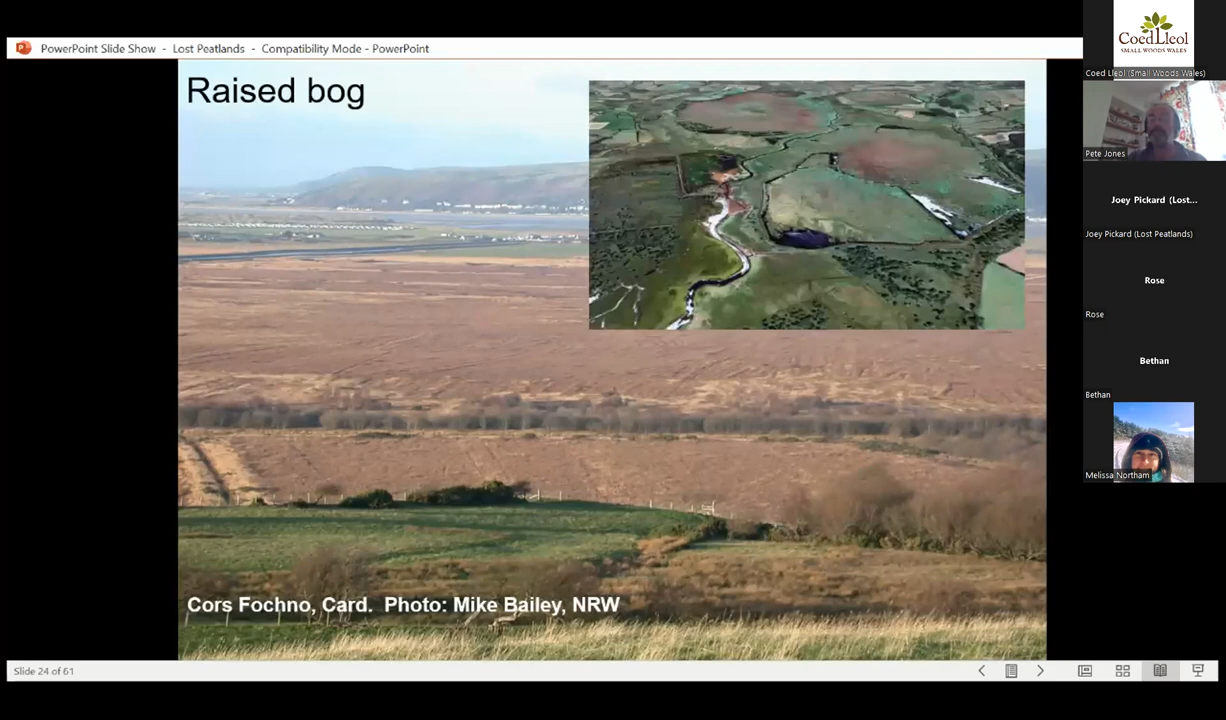 PowerPoint Slide Show - Lost Peatlands - Compatibility Mode - PowerPoint
Raised bog
Cors Fochno, Card. Photo: Mike Bailey, NRW
Slide 24 of 61
Coed Lleol
SMALL WOODS WALES
Coed Lleol (Small Woods Wales)
Pete Jones
Joey Pickard (Lost...
Joey Pickard (Lost Peatlands)
Rose
Rose
Bethan
Bethan
Melissa Northam